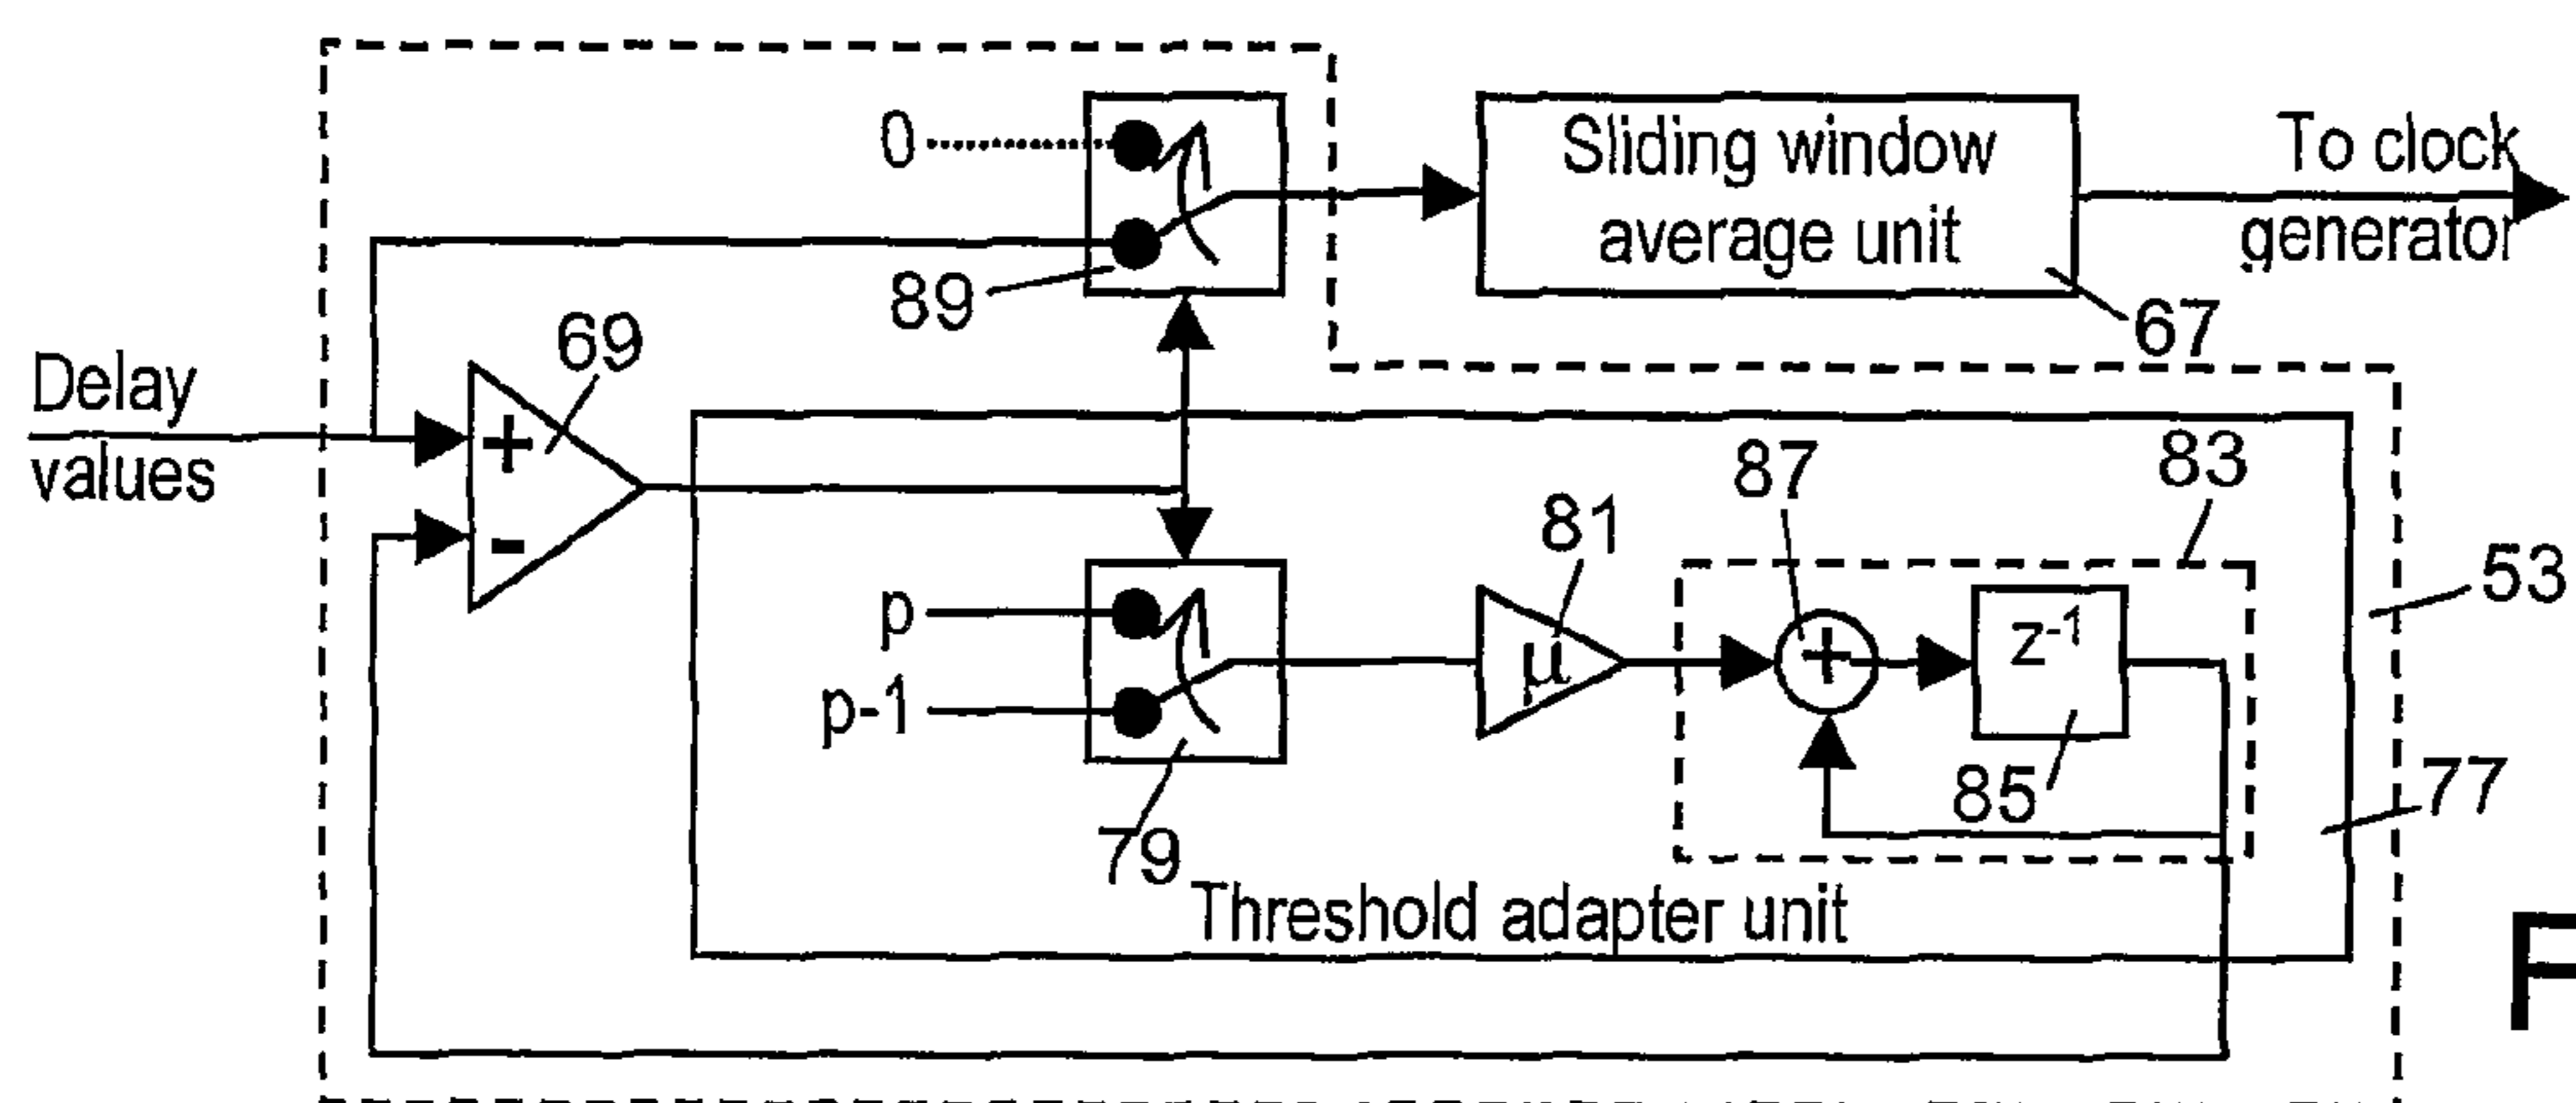 0
Sliding window
average unit
To clock
generator
89
67
69
Delay
values
+
-
87
83
81
53
p
μ
+
z-1
p-1
85
77
79
Threshold adapter unit
F